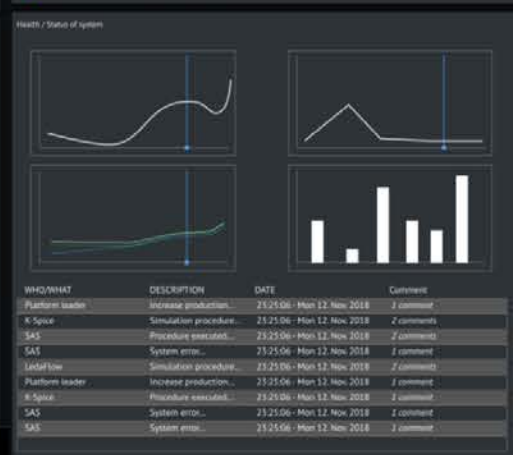 Health / Status of system
WHO/WHAT DESCRIPTION DATE Comment
Platform leader Increase production... 23:25:06 - Mon 12. Nov. 2018 1 comment
K-Spice Simulation procedure... 23:25:06 - Mon 12. Nov. 2018 2 comments
SAS Procedure executed... 23:25:06 - Mon 12. Nov. 2018 2 comments
SAS System error... 23:25:06 - Mon 12. Nov. 2018 1 comment
LedaFlow Simulation procedure... 23:25:06 - Mon 12. Nov. 2018 2 comments
Platform leader Increase production... 23:25:06 - Mon 12. Nov. 2018 1 comment
K-Spice Procedure executed... 23:25:06 - Mon 12. Nov. 2018 2 comment
SAS System error... 23:25:06 - Mon 12. Nov. 2018 1 comment
SAS System error... 23:25:06 - Mon 12. Nov. 2018 1 comment